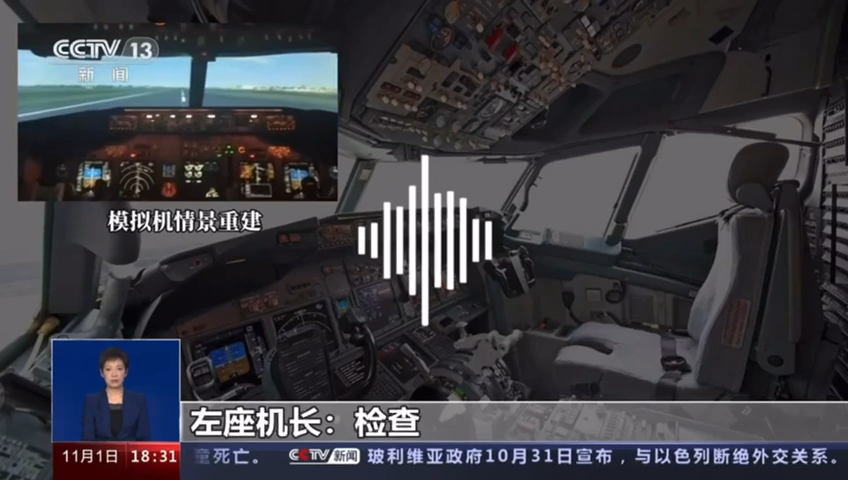 CCTV 13
新闻
模拟机情景重建
左座机长：检查
11月1日 18:31 童死亡。 CCTV新闻 玻利维亚政府10月31日宣布，与以色列断绝外交关系。